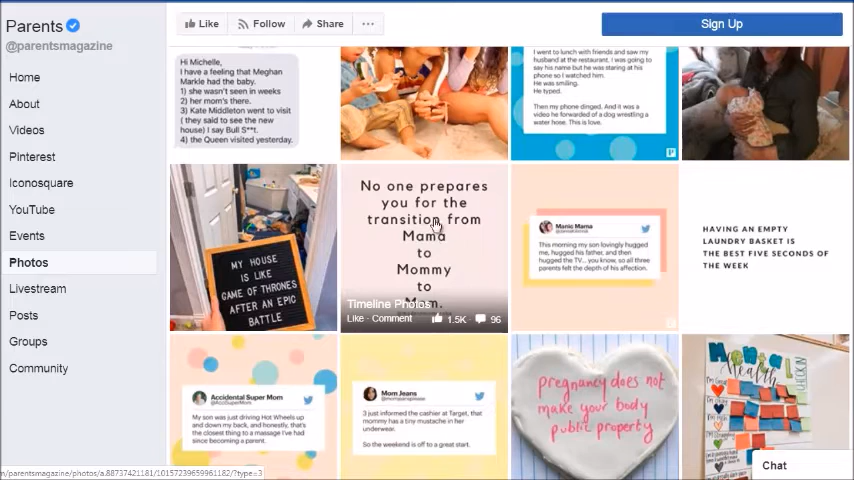 Parents
@parentsmagazine
Home
About
Videos
Pinterest
Iconosquare
YouTube
Events
Photos
Livestream
Posts
Groups
Community
Like
Follow
Share
Sign Up
Hi Michelle,
I have a feeling that Meghan
Markle had the baby.
1) she wasn't seen in weeks
2) her mom's there.
3) Kate Middleton went to visit
( they said to see the new
house) I say Bull S**t.
4) the Queen visited yesterday.
I went to lunch with friends and saw my
husband at the restaurant. I was going to
say his name but he was staring at his
phone so I watched him.
He was smiling.
He typed.
Then my phone dinged. And it was a
video he forwarded of a dog wrestling a
water hose. This is love.
MY HOUSE
IS LIKE
GAME OF THRONES
AFTER AN EPIC
BATTLE
No one prepares
you for the
transition from
Mama
to
Mommy
to
Timeline Photos
Like · Comment
1.5K · 96
Manic Mama
This morning my son lovingly hugged
me, hugged his father, and then
hugged the TV... you know, so all three
parents felt the depth of his affection.
HAVING AN EMPTY
LAUNDRY BASKET IS
THE BEST FIVE SECONDS OF
THE WEEK
Accidental Super Mom
My son was just driving Hot Wheels up
and down my back, and honestly, that's
the closest thing to a massage I've had
since becoming a parent.
Mom Jeans
I just informed the cashier at Target, that
mommy has a tiny mustache in her
underwear.
So the weekend is off to a great start.
pregnancy does not
make your body
public property
Mental
Health
CHECK IN
Chat
m/parentsmagazine/photos/a.88737421181/10157239659961182/?type=3